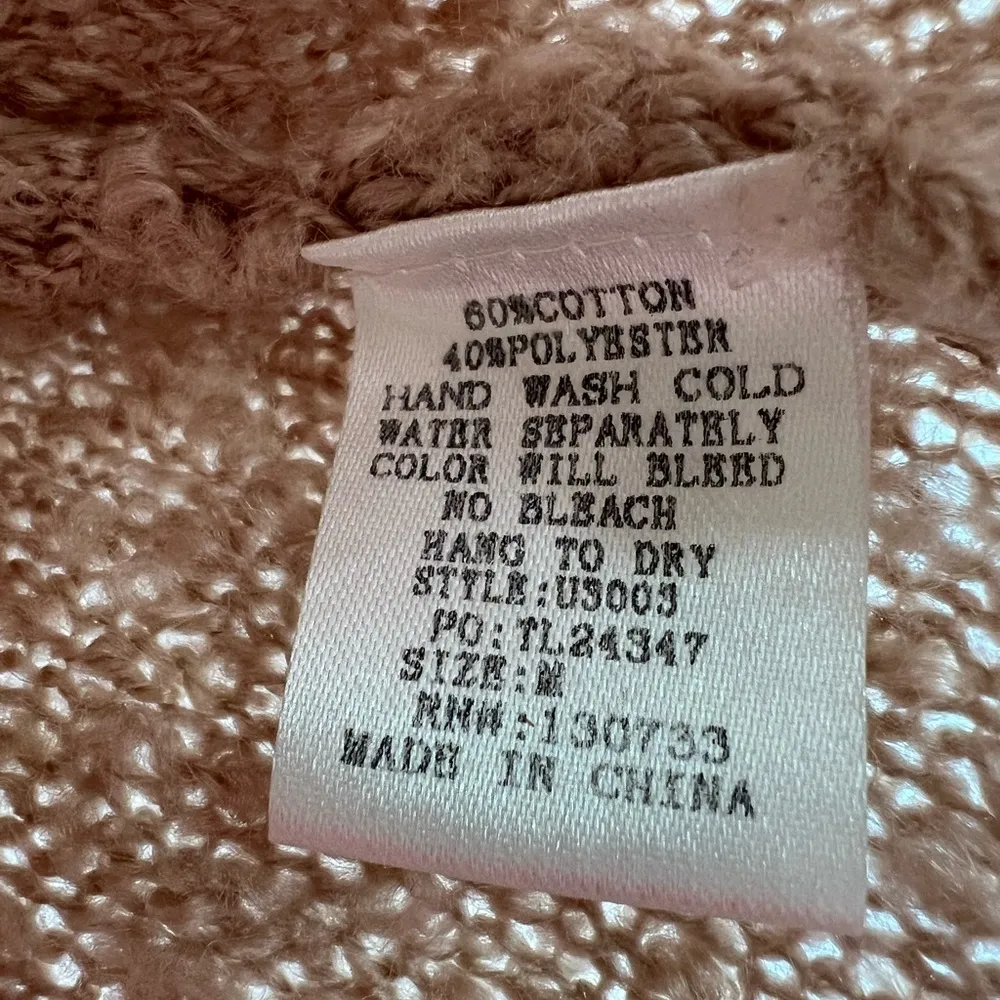 60%COTTON
40%POLYESTER
HAND WASH COLD
WATER SEPARATELY
COLOR WILL BLEED
NO BLEACH
HANG TO DRY
STYLE:U3003
PO:TL24347
SIZE:M
RN#:130733
MADE IN CHINA